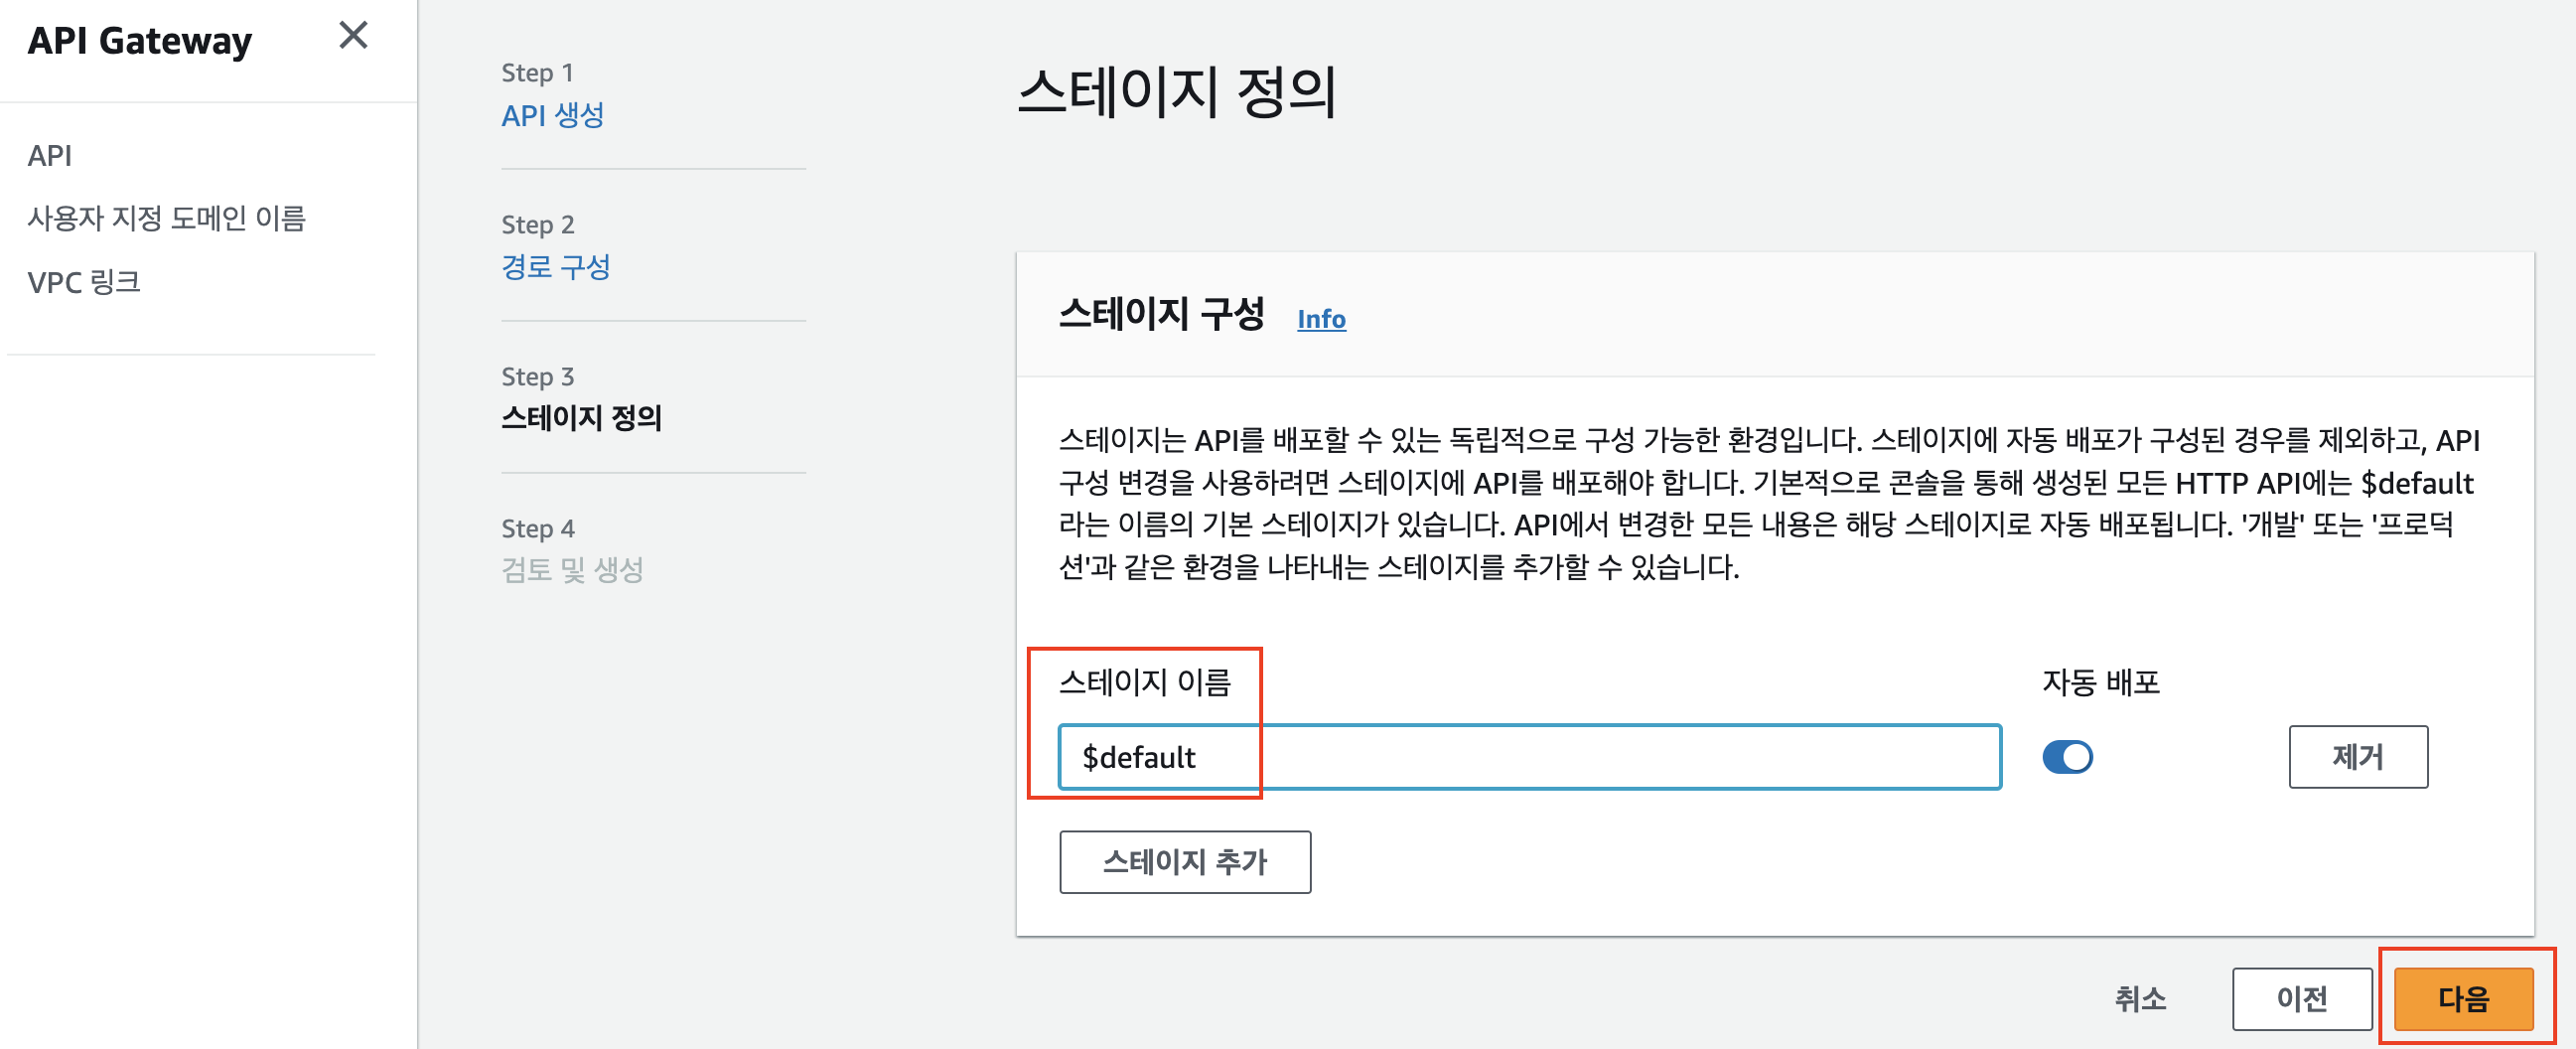 API Gateway
API
사용자 지정 도메인 이름
VPC 링크
Step 1
API 생성
Step 2
경로 구성
Step 3
스테이지 정의
Step 4
검토 및 생성
스테이지 정의
스테이지 구성 Info
스테이지는 API를 배포할 수 있는 독립적으로 구성 가능한 환경입니다. 스테이지에 자동 배포가 구성된 경우를 제외하고, API
구성 변경을 사용하려면 스테이지에 API를 배포해야 합니다. 기본적으로 콘솔을 통해 생성된 모든 HTTP API에는 $default
라는 이름의 기본 스테이지가 있습니다. API에서 변경한 모든 내용은 해당 스테이지로 자동 배포됩니다. '개발' 또는 '프로덕
션'과 같은 환경을 나타내는 스테이지를 추가할 수 있습니다.
스테이지 이름 자동 배포
$default 제거
스테이지 추가
취소 이전 다음